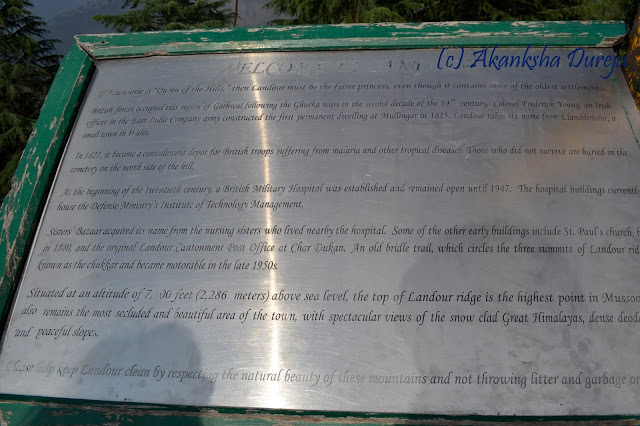 (c) Akanksha Dureja
WELCOME
If Mussoorie is "Queen of the Hills," then Landour must be the fairer princess, even though it contains some of the oldest settlement
British forces occupied this region of Garhwal following the Ghurka wars in the second decade of the 19th century. Colonel Frederick Young, an Irish
officer in the East India Company army constructed the first permanent dwelling at Mullingar in 1825. Landour takes its name from Llanddowror, a
small town in Wales.
In 1827, it became a convalescent depot for British troops suffering from malaria and other tropical diseases. Those who did not survive are buried in the
cemetery on the north side of the hill.
At the beginning of the twentieth century, a British Military Hospital was established and remained open until 1947. The hospital buildings currently
house the Defense Ministry's Institute of Technology Management.
Sisters' Bazaar acquired its name from the nursing sisters who lived nearby the hospital. Some of the other early buildings include St. Paul's church, b
in 1840, and the original Landour Cantonment Post Office at Char Dukan. An old bridle trail, which circles the three summits of Landour rid
known as the chukkar and became motorable in the late 1950s.
Situated at an altitude of 7, 00 feet (2,286 meters) above sea level, the top of Landour ridge is the highest point in Mussoo
also remains the most secluded and beautiful area of the town, with spectacular views of the snow clad Great Himalayas, dense deoda
and peaceful slopes.
help keep Landour clean by respecting the natural beauty of these mountains and not throwing litter and garbage